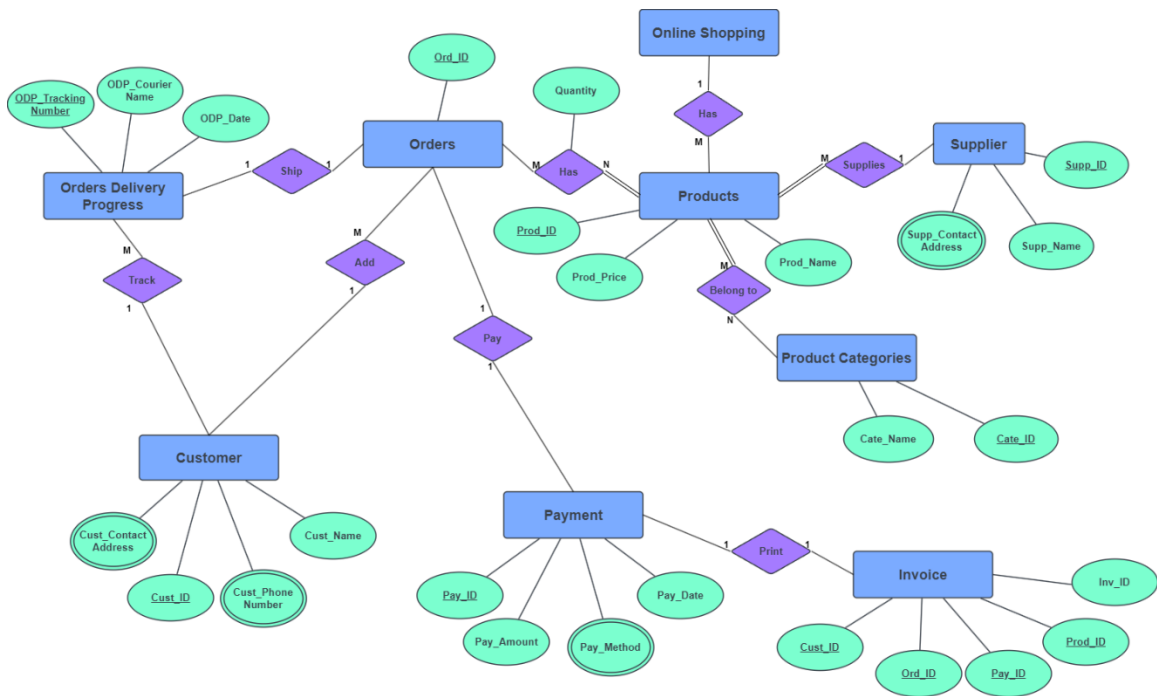 Online Shopping
Ord_ID
ODP_Courier
Name
ODP_Tracking
Number
Quantity
1
ODP_Date
Has
Orders
Supplier
M
N
M
1
Supp_ID
1
Ship
1
M
Has
Supplies
Orders Delivery
Progress
Products
Prod_ID
Supp_Contact
Address
Supp_Name
M
M
Prod_Name
Add
M
Track
Prod_Price
Belong to
1
1
1
N
Pay
Product Categories
1
Cate_Name
Cate_ID
Customer
Payment
Cust_Contact
Address
Cust_Name
1
Print
1
Invoice
Inv_ID
Cust_ID
Cust_Phone
Number
Pay_ID
Pay_Date
Pay_Amount
Pay_Method
Cust_ID
Prod_ID
Ord_ID
Pay_ID